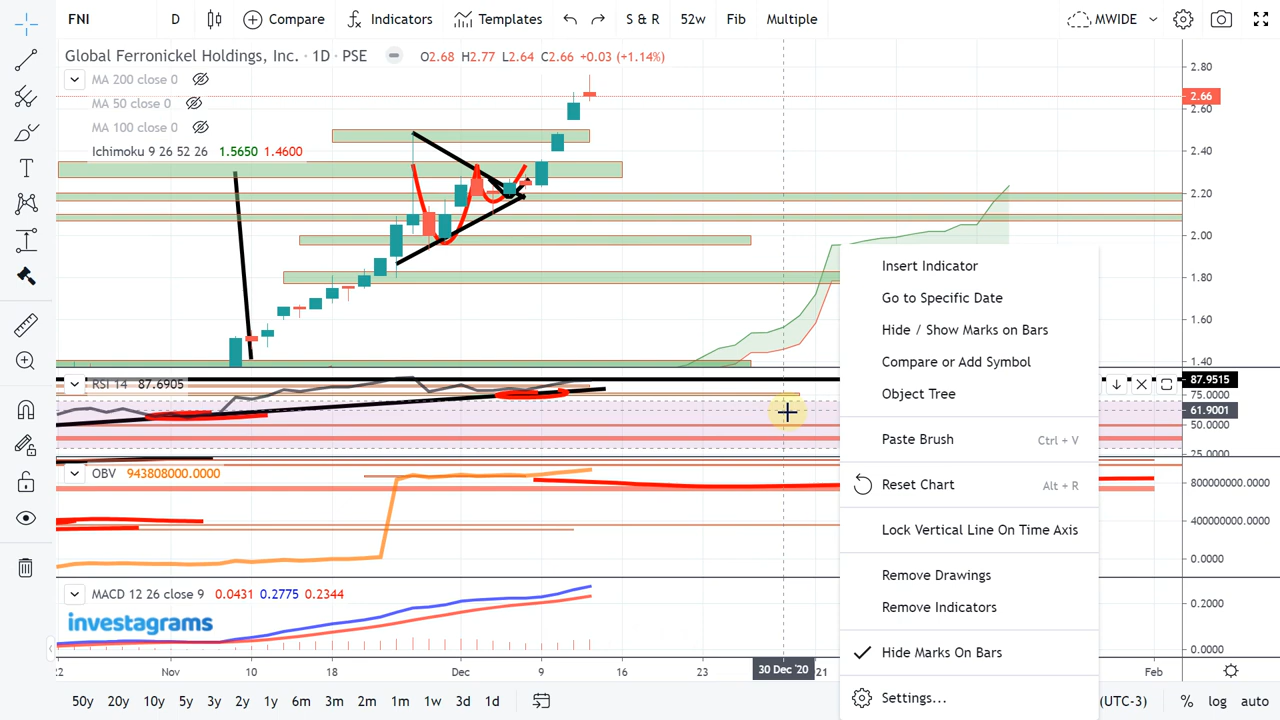 FNI D Compare Indicators Templates S & R 52w Fib Multiple MWIDE
Global Ferronickel Holdings, Inc. · 1D · PSE O2.68 H2.77 L2.64 C2.66 +0.03 (+1.14%)
MA 200 close 0
MA 50 close 0
MA 100 close 0
Ichimoku 9 26 52 26 1.5650 1.4600
2.80
2.66
2.60
2.40
2.20
2.00
1.80
1.60
1.40
Insert Indicator
Go to Specific Date
Hide / Show Marks on Bars
Compare or Add Symbol
Object Tree
Paste Brush Ctrl + V
Reset Chart Alt + R
Lock Vertical Line On Time Axis
Remove Drawings
Remove Indicators
Hide Marks On Bars
Settings...
RSI 14 87.6905
87.9515
75.0000
61.9001
50.0000
25.0000
OBV 943808000.0000
800000000.0000
400000000.0000
0.0000
MACD 12 26 close 9 0.0431 0.2775 0.2344
0.2000
0.0000
investagrams
22 Nov 10 18 Dec 9 16 23 30 Dec '20 21 Feb
50y 20y 10y 5y 3y 2y 1y 6m 3m 2m 1m 1w 3d 1d (UTC-3) % log auto